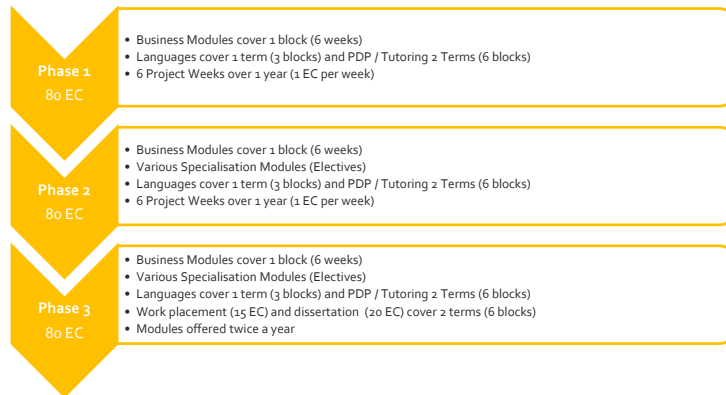 Phase 1
80 EC
• Business Modules cover 1 block (6 weeks)
• Languages cover 1 term (3 blocks) and PDP / Tutoring 2 Terms (6 blocks)
• 6 Project Weeks over 1 year (1 EC per week)
Phase 2
80 EC
• Business Modules cover 1 block (6 weeks)
• Various Specialisation Modules (Electives)
• Languages cover 1 term (3 blocks) and PDP / Tutoring 2 Terms (6 blocks)
• 6 Project Weeks over 1 year (1 EC per week)
Phase 3
80 EC
• Business Modules cover 1 block (6 weeks)
• Various Specialisation Modules (Electives)
• Languages cover 1 term (3 blocks) and PDP / Tutoring 2 Terms (6 blocks)
• Work placement (15 EC) and dissertation (20 EC) cover 2 terms (6 blocks)
• Modules offered twice a year